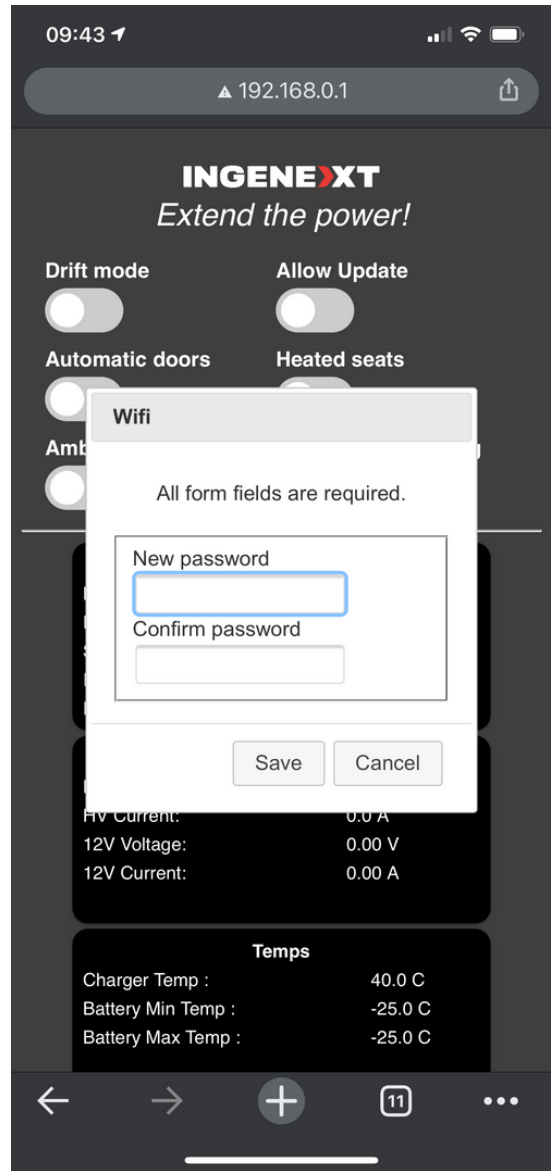 09:43
192.168.0.1
INGENEXT
Extend the power!
Drift mode Allow Update
Automatic doors Heated seats
Wifi
All form fields are required.
New password
Confirm password
Save Cancel
HV Current: 0.0 A
12V Voltage: 0.00 V
12V Current: 0.00 A
Temps
Charger Temp : 40.0 C
Battery Min Temp : -25.0 C
Battery Max Temp : -25.0 C
11